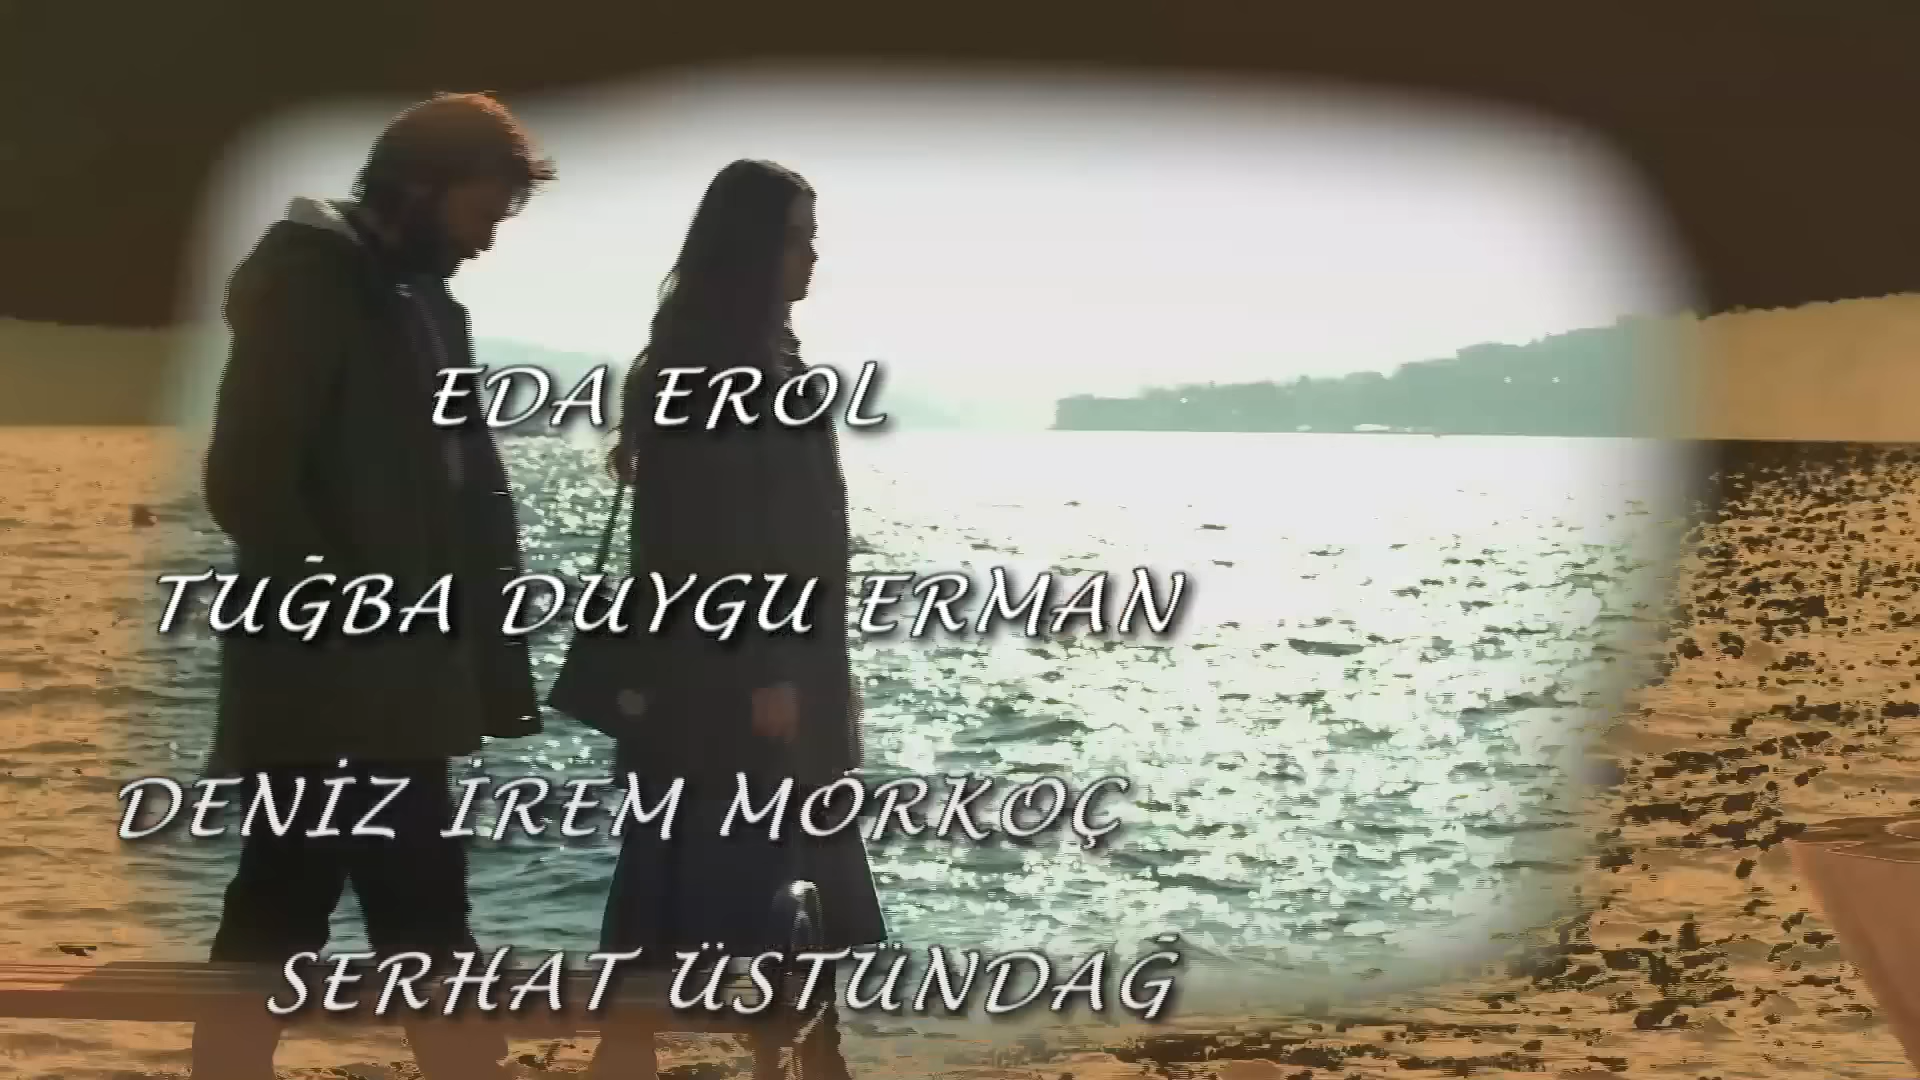 EDA EROL
TUĞBA DUYGU ERMAN
DENİZ İREM MORKOÇ
SERHAT ÜSTÜNDAĞ